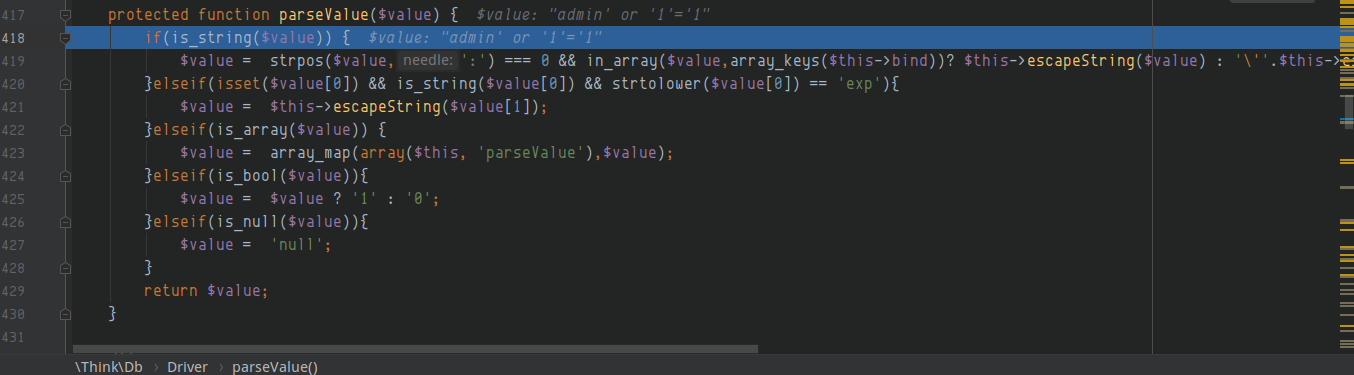 417 protected function parseValue($value) { $value: "admin' or '1'='1"
418 if(is_string($value)) { $value: "admin' or '1'='1"
419 $value = strpos($value, needle: ':') === 0 && in_array($value,array_keys($this->bind))? $this->escapeString($value) : '\''.$this->
420 }elseif(isset($value[0]) && is_string($value[0]) && strtolower($value[0]) == 'exp'){
421 $value = $this->escapeString($value[1]);
422 }elseif(is_array($value)) {
423 $value = array_map(array($this, 'parseValue'),$value);
424 }elseif(is_bool($value)){
425 $value = $value ? '1' : '0';
426 }elseif(is_null($value)){
427 $value = 'null';
428 }
429 return $value;
430 }
431
\Think\Db › Driver › parseValue()